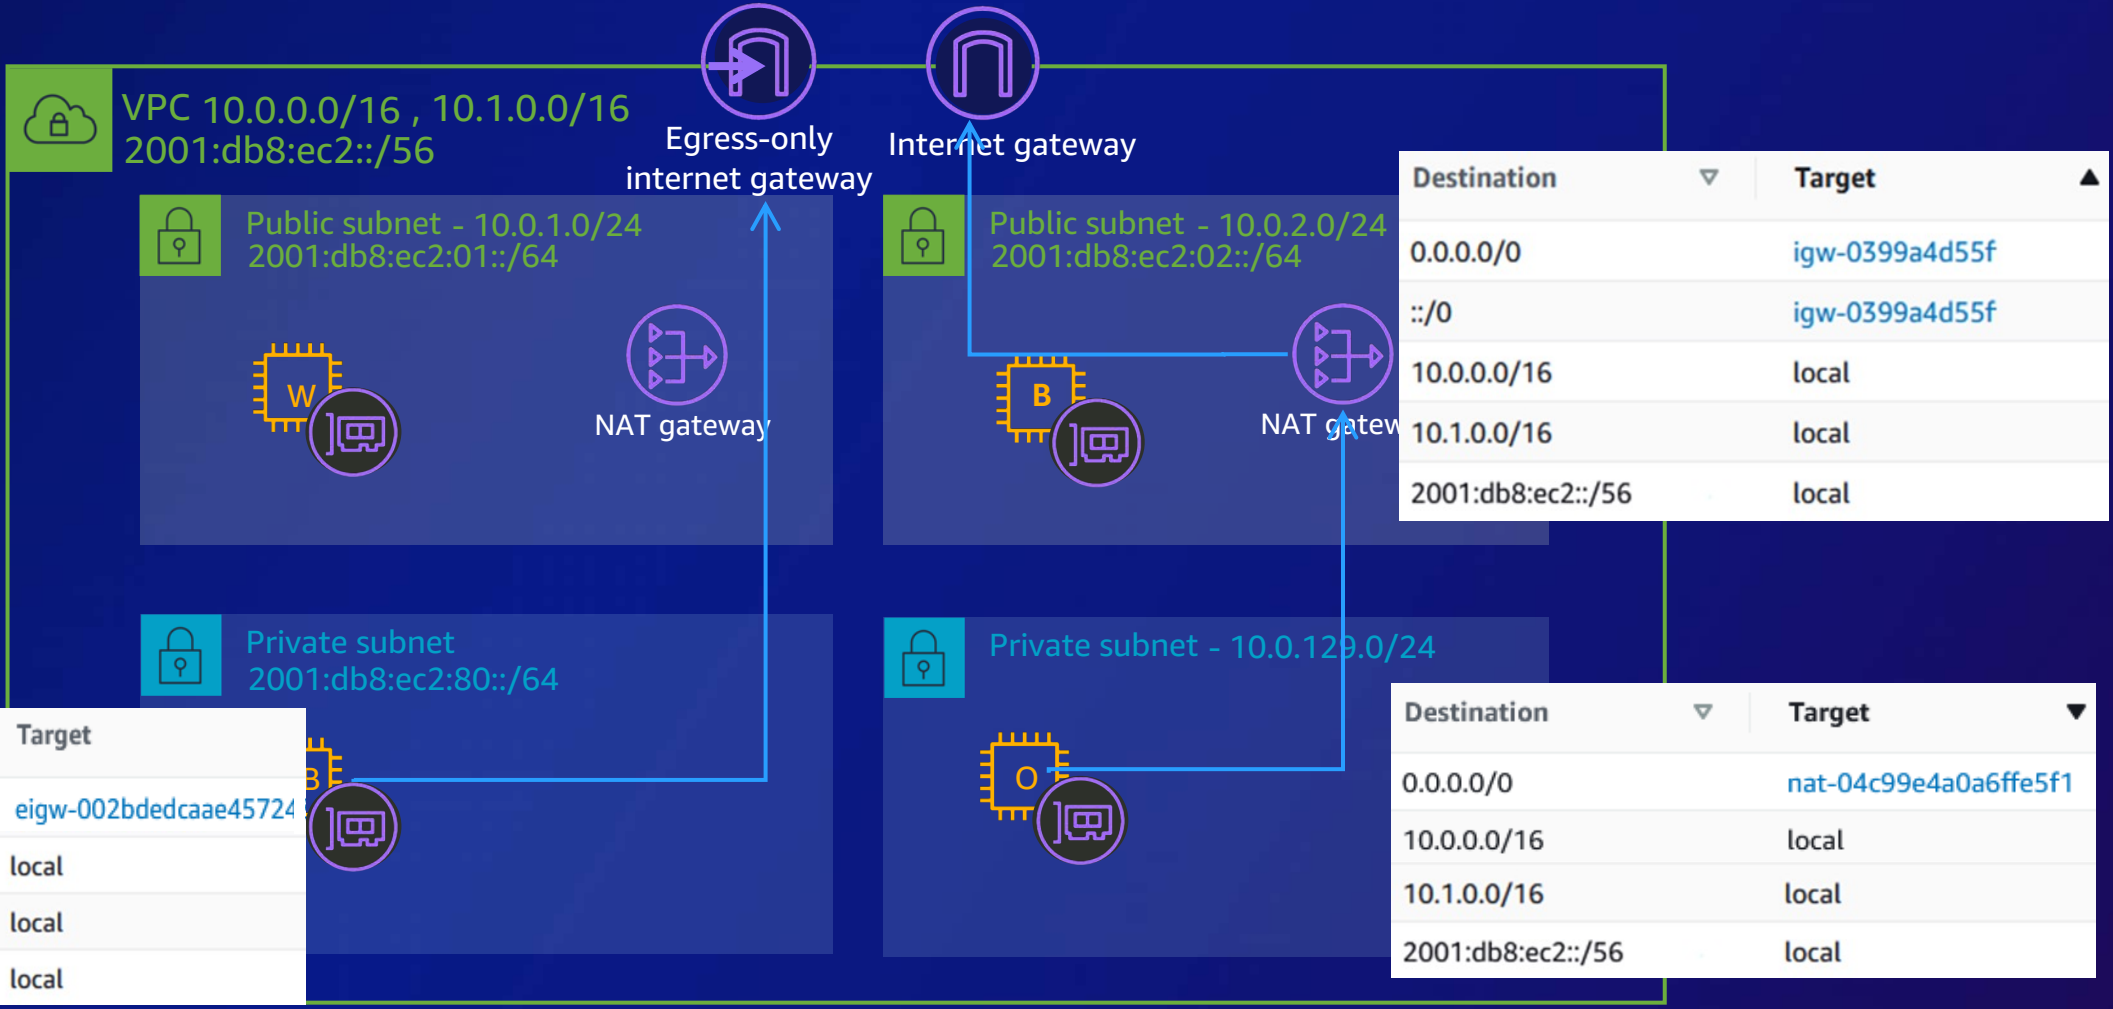 VPC 10.0.0.0/16 , 10.1.0.0/16
2001:db8:ec2::/56
Egress-only
internet gateway
Internet gateway
Public subnet - 10.0.1.0/24
2001:db8:ec2:01::/64
W
NAT gateway
Public subnet - 10.0.2.0/24
2001:db8:ec2:02::/64
B
NAT gatew
Destination Target
0.0.0.0/0 igw-0399a4d55f
::/0 igw-0399a4d55f
10.0.0.0/16 local
10.1.0.0/16 local
2001:db8:ec2::/56 local
Private subnet
2001:db8:ec2:80::/64
B
Target
eigw-002bdedcaae45724
local
local
local
Private subnet - 10.0.129.0/24
O
Destination Target
0.0.0.0/0 nat-04c99e4a0a6ffe5f1
10.0.0.0/16 local
10.1.0.0/16 local
2001:db8:ec2::/56 local